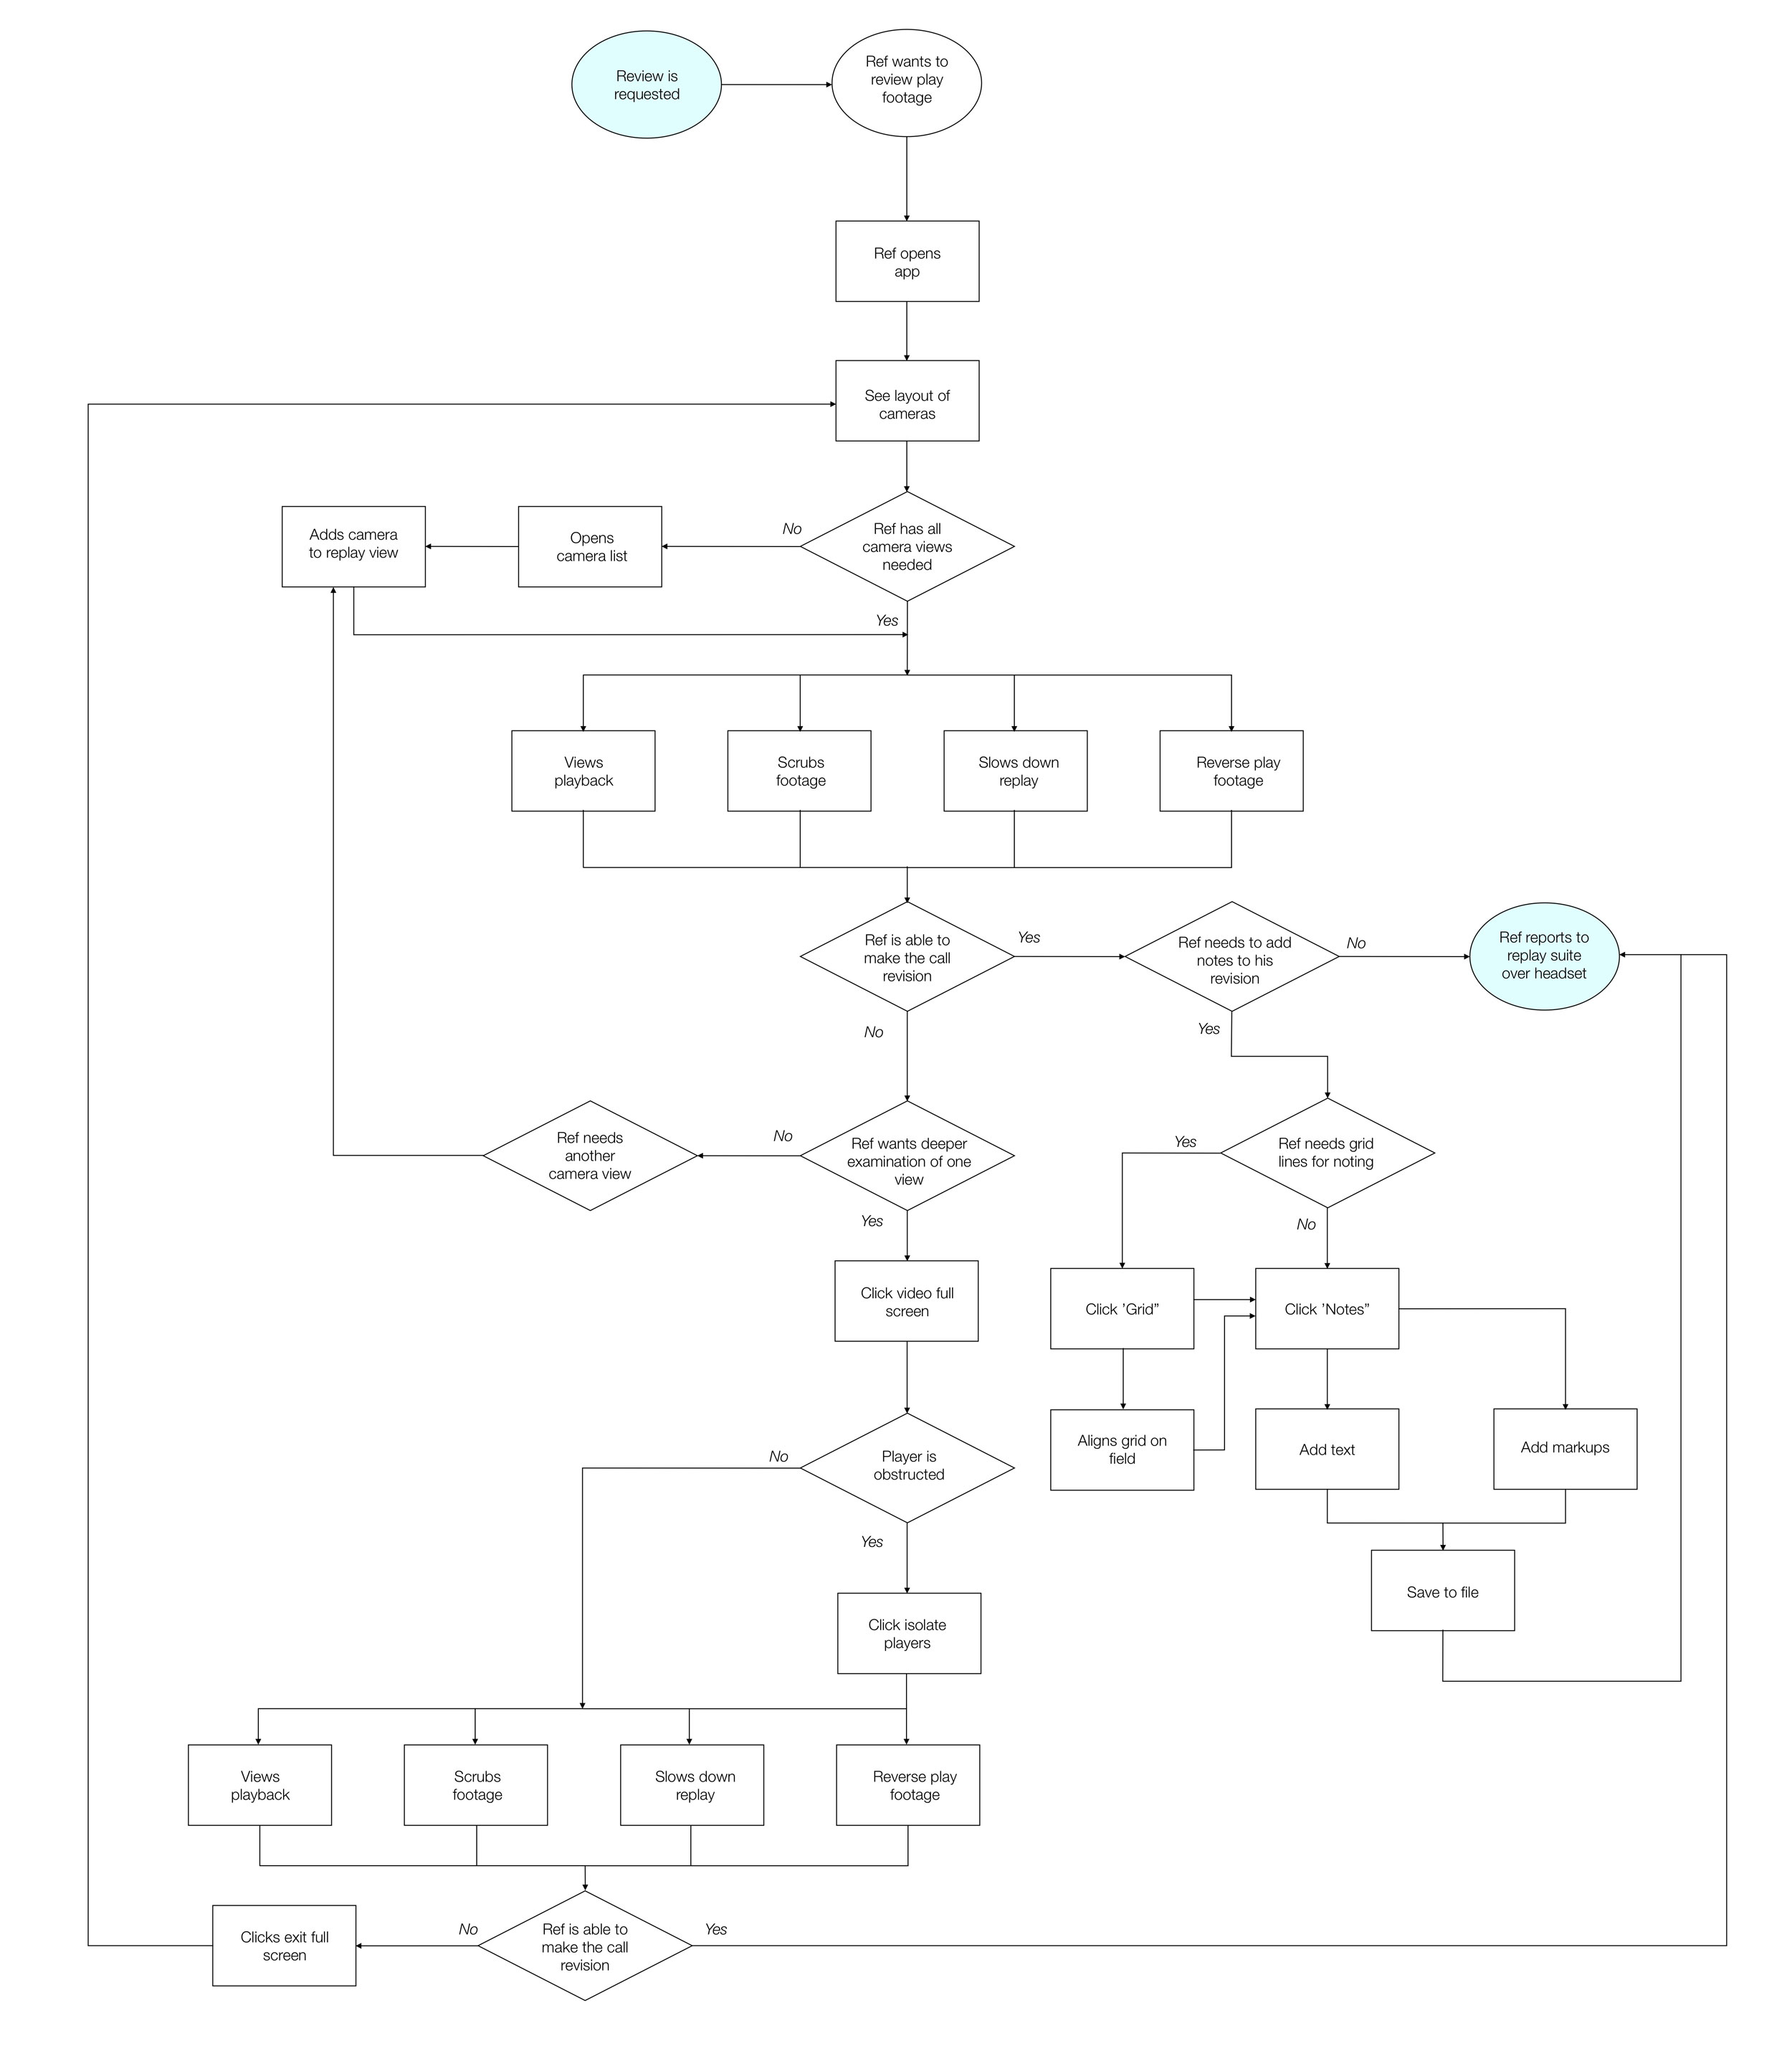 Review is
requested
Ref wants to
review play
footage
Ref opens
app
See layout of
cameras
Adds camera
to replay view
Opens
camera list
No
Ref has all
camera views
needed
Yes
Views
playback
Scrubs
footage
Slows down
replay
Reverse play
footage
Ref is able to
make the call
revision
Yes
Ref needs to add
notes to his
revision
No
Ref reports to
replay suite
over headset
No
Yes
Ref needs
another
camera view
No
Ref wants deeper
examination of one
view
Yes
Ref needs grid
lines for noting
Yes
No
Click video full
screen
Click ’Grid”
Click ’Notes”
No
Player is
obstructed
Aligns grid on
field
Add text
Add markups
Yes
Save to file
Click isolate
players
Views
playback
Scrubs
footage
Slows down
replay
Reverse play
footage
Clicks exit full
screen
No
Ref is able to
make the call
revision
Yes